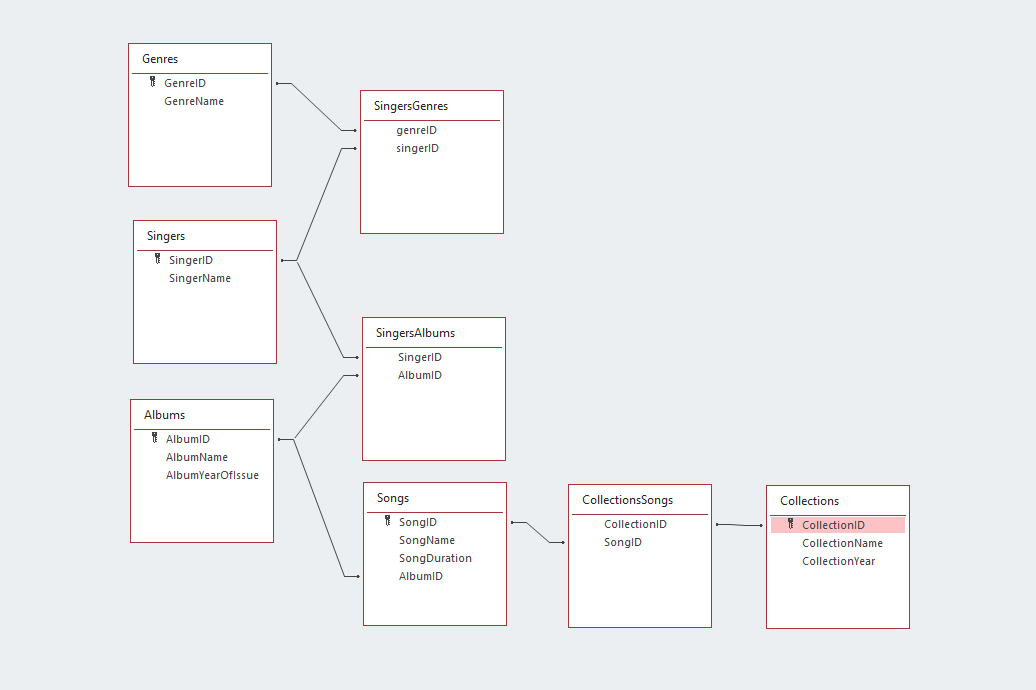 Genres
GenreID
GenreName
SingersGenres
genreID
singerID
Singers
SingerID
SingerName
SingersAlbums
SingerID
AlbumID
Albums
AlbumID
AlbumName
AlbumYearOfIssue
Songs
SongID
SongName
SongDuration
AlbumID
CollectionsSongs
CollectionID
SongID
Collections
CollectionID
CollectionName
CollectionYear